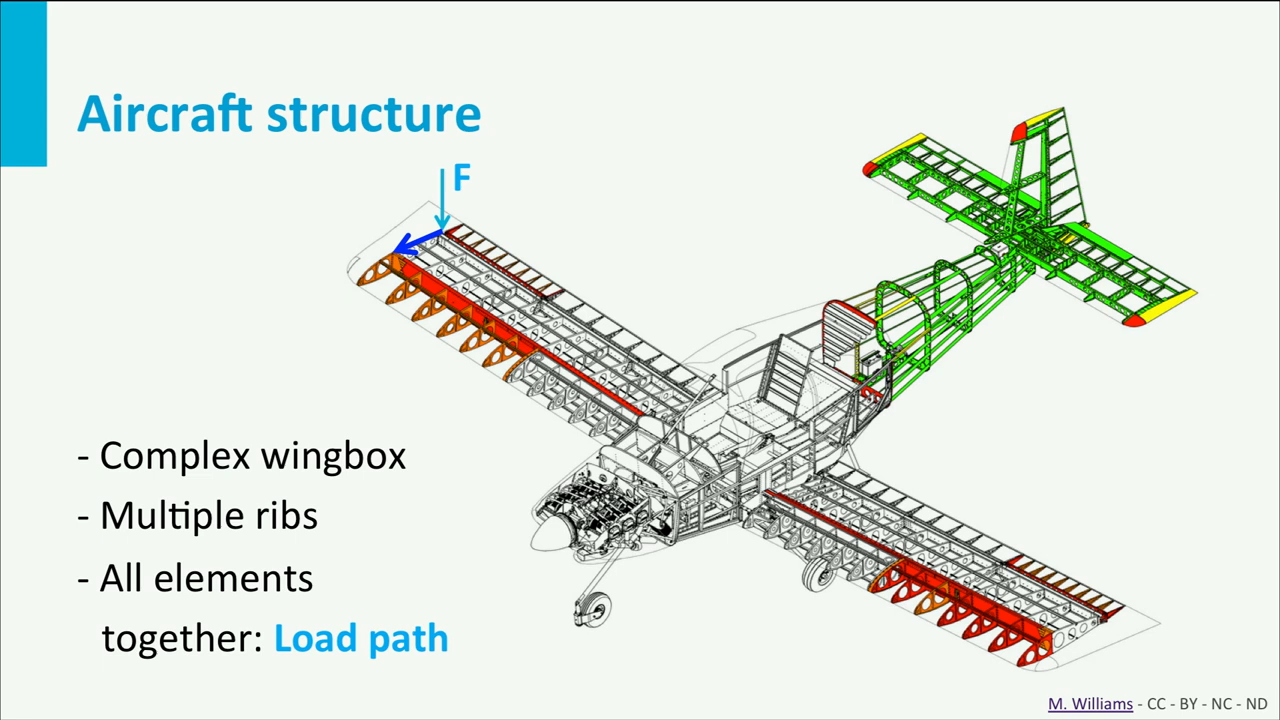 Aircraft structure
F
- Complex wingbox
- Multiple ribs
- All elements
together: Load path
M. Williams - CC - BY - NC - ND